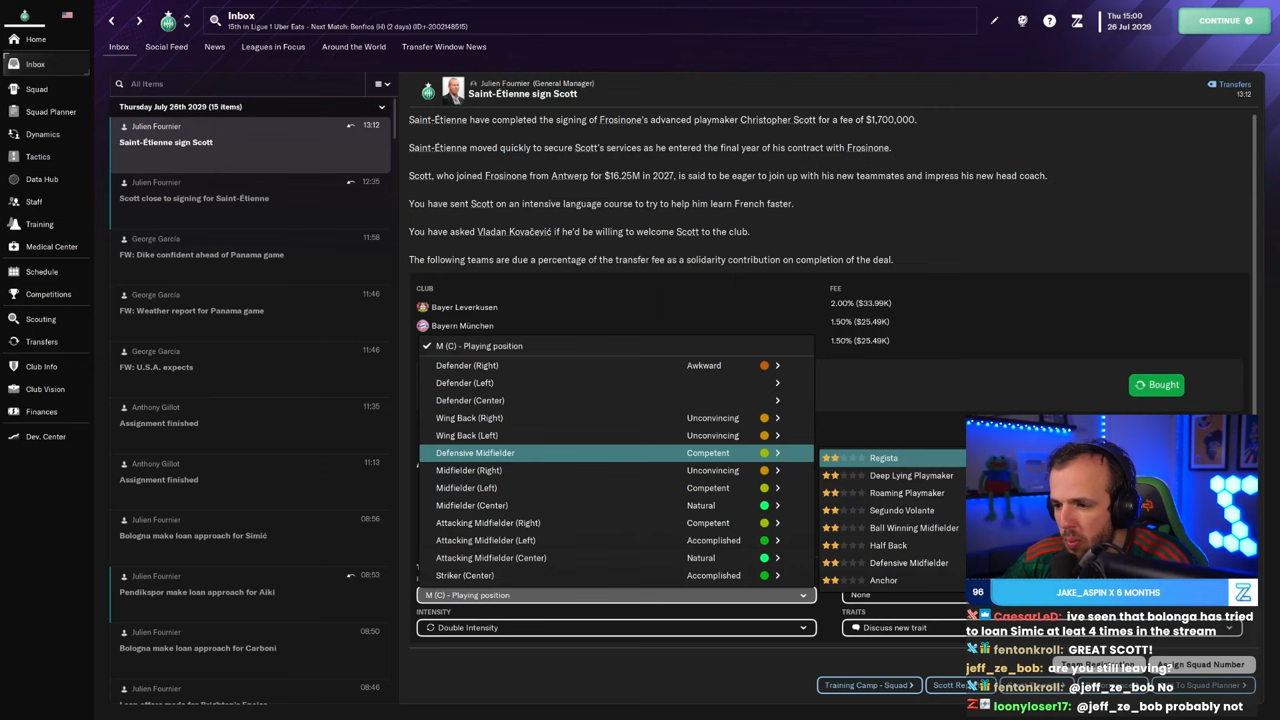 Inbox
15th in Ligue 1 Uber Eats - Next Match: Benfica (H) (2 days) (ID:r-2002148515)
Thu 15:00
26 Jul 2029
CONTINUE
Home
Inbox
Squad
Squad Planner
Dynamics
Tactics
Data Hub
Staff
Training
Medical Center
Schedule
Competitions
Scouting
Transfers
Club Info
Club Vision
Finances
Dev. Center
Inbox
Social Feed
News
Leagues in Focus
Around the World
Transfer Window News
All Items
Thursday July 26th 2029 (15 items)
Julien Fournier 13:12
Saint-Étienne sign Scott
Julien Fournier 12:35
Scott close to signing for Saint-Étienne
George García 11:58
FW: Dike confident ahead of Panama game
George García 11:46
FW: Weather report for Panama game
George García 11:46
FW: U.S.A. expects
Anthony Gillot 11:35
Assignment finished
Anthony Gillot 11:13
Assignment finished
Julien Fournier 08:56
Bologna make loan approach for Simić
Julien Fournier 08:53
Pendikspor make loan approach for Aiki
Julien Fournier 08:50
Bologna make loan approach for Carboni
Julien Fournier 08:46
Julien Fournier (General Manager)
Saint-Étienne sign Scott
Transfers
13:12
Saint-Étienne have completed the signing of Frosinone's advanced playmaker Christopher Scott for a fee of $1,700,000.
Saint-Étienne moved quickly to secure Scott's services as he entered the final year of his contract with Frosinone.
Scott, who joined Frosinone from Antwerp for $16.25M in 2027, is said to be eager to join up with his new teammates and impress his new head coach.
You have sent Scott on an intensive language course to try to help him learn French faster.
You have asked Vladan Kovačević if he'd be willing to welcome Scott to the club.
The following teams are due a percentage of the transfer fee as a solidarity contribution on completion of the deal.
CLUB FEE
Bayer Leverkusen 2.00% ($33.99K)
Bayern München 1.50% ($25.49K)
1.50% ($25.49K)
Bought
M (C) - Playing position
Defender (Right) Awkward
Defender (Left)
Defender (Center)
Wing Back (Right) Unconvincing
Wing Back (Left) Unconvincing
Defensive Midfielder Competent
Midfielder (Right) Unconvincing
Midfielder (Left) Competent
Midfielder (Center) Natural
Attacking Midfielder (Right) Competent
Attacking Midfielder (Left) Accomplished
Attacking Midfielder (Center) Natural
Striker (Center) Accomplished
Regista
Deep Lying Playmaker
Roaming Playmaker
Segundo Volante
Ball Winning Midfielder
Half Back
Defensive Midfielder
Anchor
M (C) - Playing position
None
INTENSITY
Double Intensity
Discuss new trait
Training Camp - Squad
96 JAKE_ASPIN X 6 MONTHS
CaesarLeD: ive seen that bolonga has tried
to loan Simic at leat 4 times in the stream
fentonkroll: GREAT SCOTT!
jeff_ze_bob: are you still leaving?
fentonkroll: @jeff_ze_bob No
loonyloser17: @jeff_ze_bob probably not
Assign Squad Number
To Squad Planner